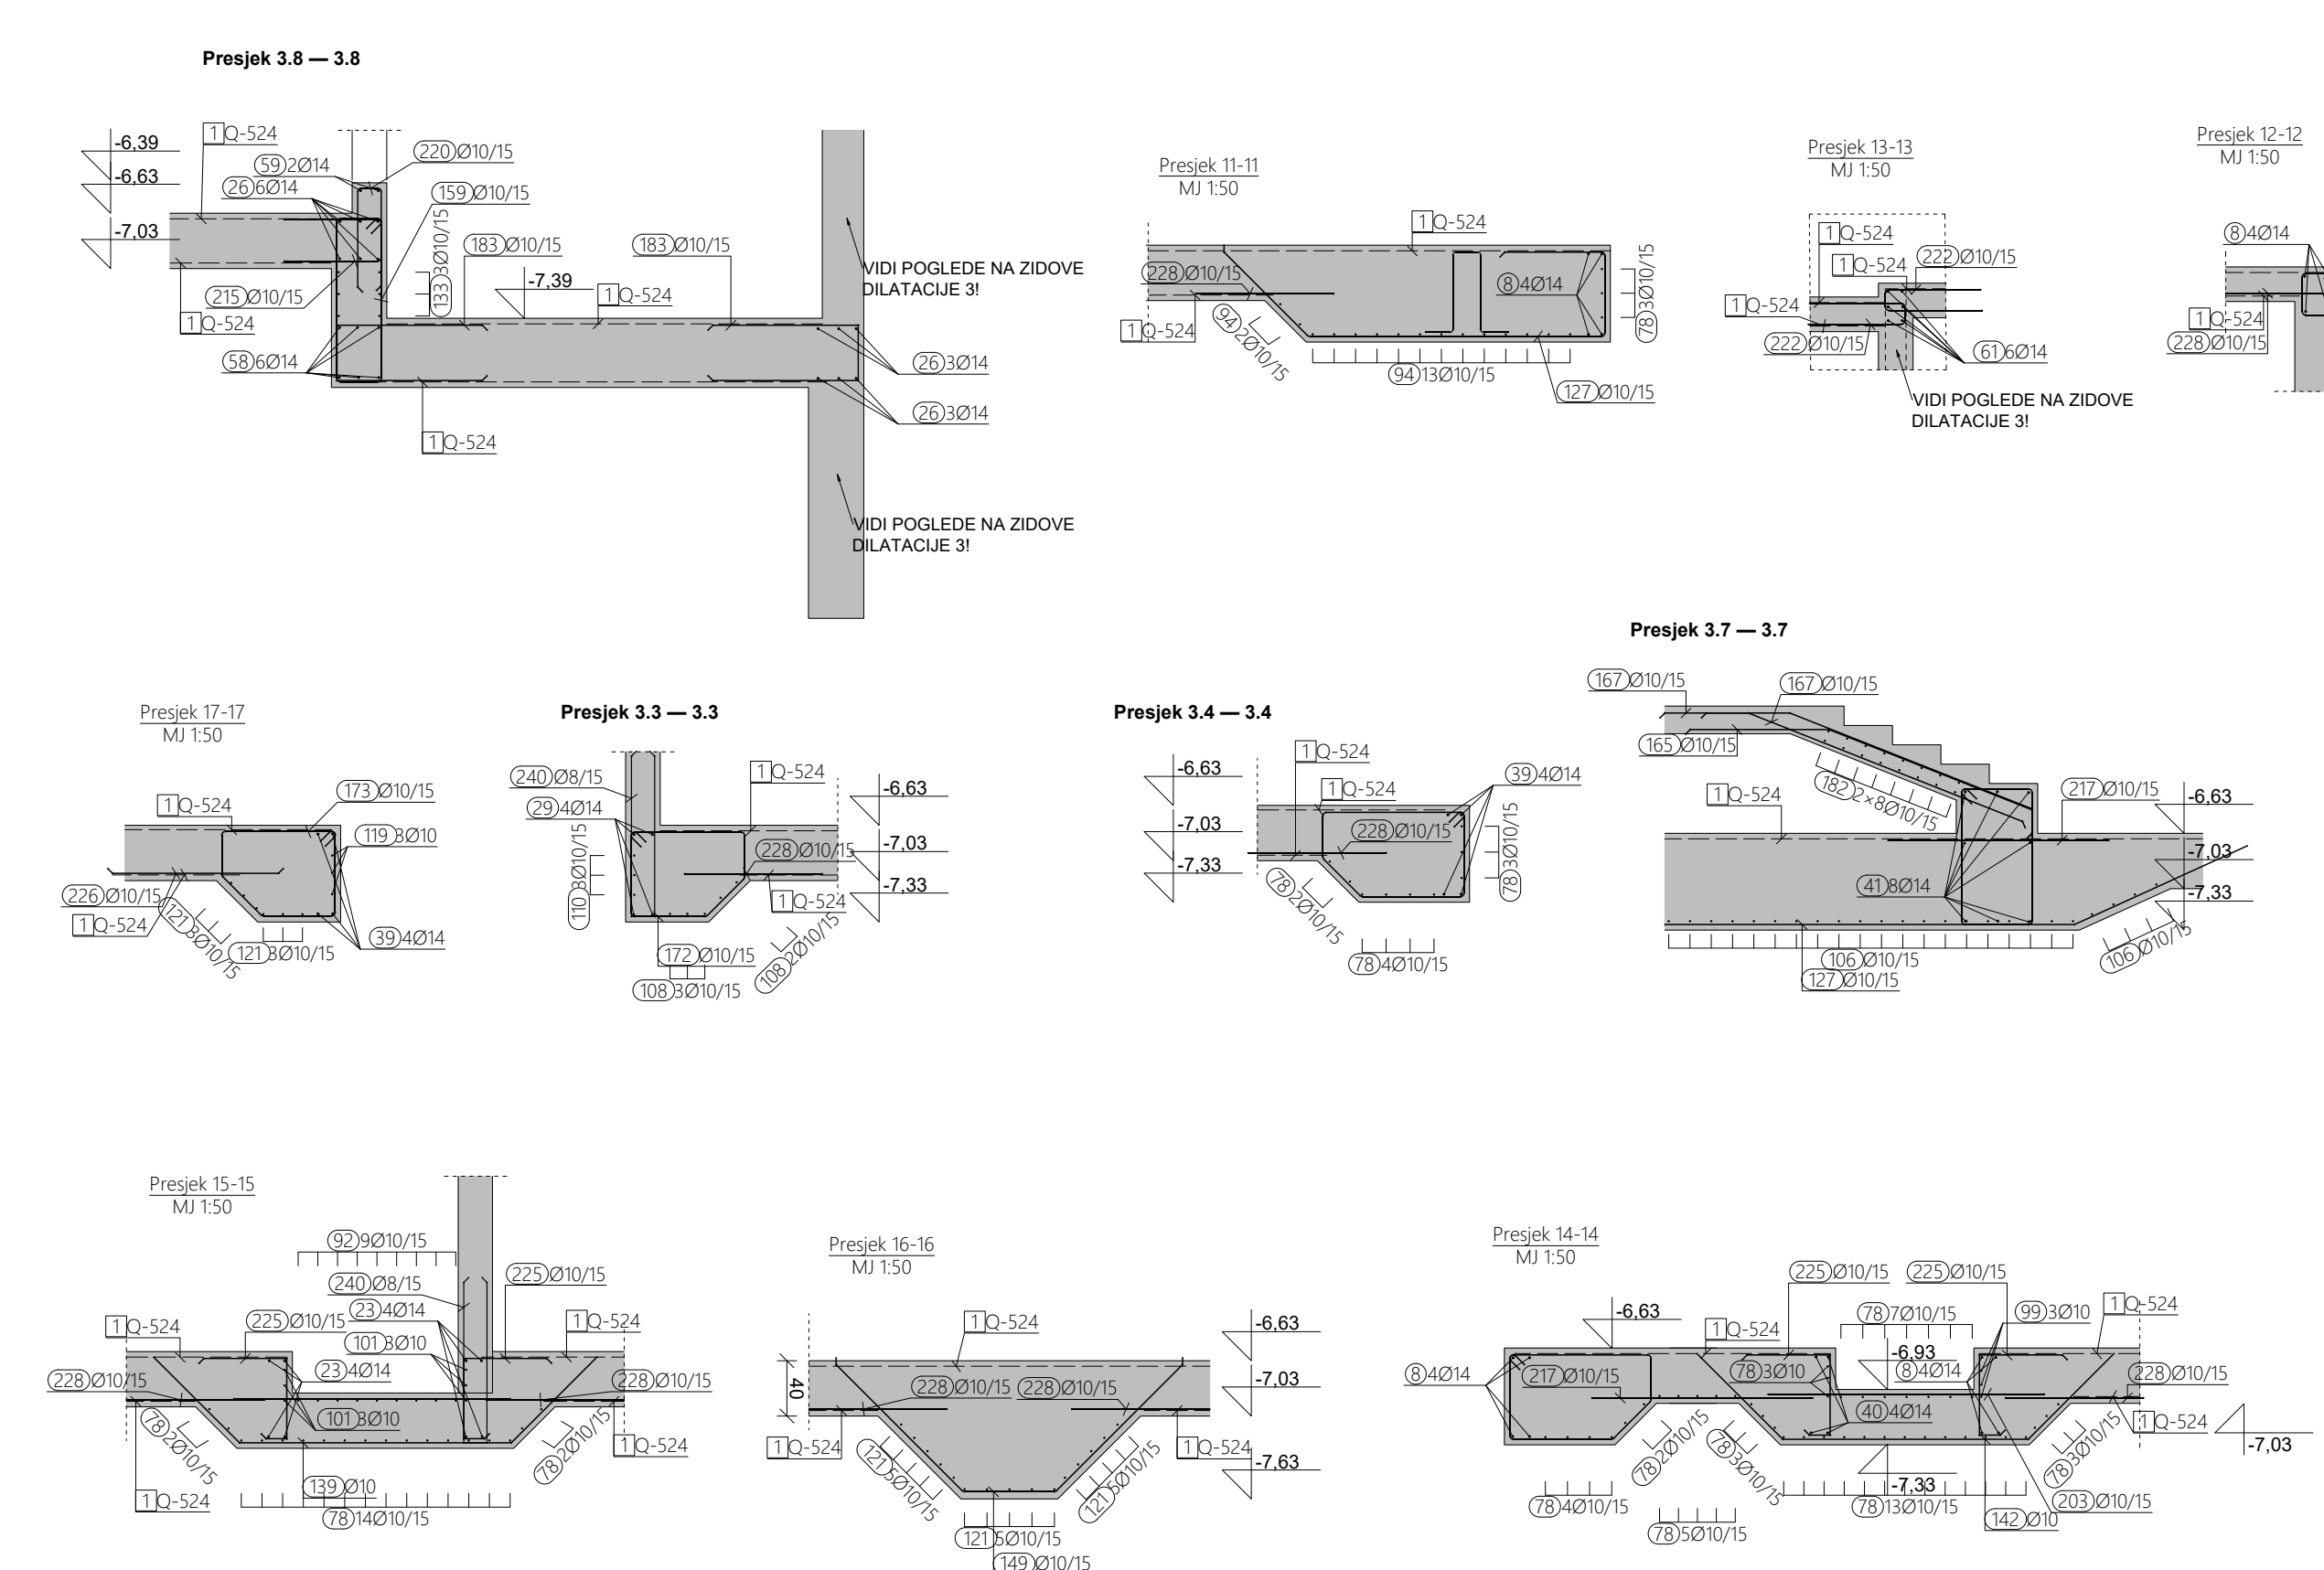 Presjek 3.8 — 3.8
-6,39
-6,63
-7,03
1 Q-524
59 2Ø14
26 6Ø14
220 Ø10/15
159 Ø10/15
133 3Ø10/15
183 Ø10/15
183 Ø10/15
-7,39
1 Q-524
215 Ø10/15
1 Q-524
58 6Ø14
1 Q-524
26 3Ø14
26 3Ø14
VIDI POGLEDE NA ZIDOVE
DILATACIJE 3!
VIDI POGLEDE NA ZIDOVE
DILATACIJE 3!
Presjek 11-11
MJ 1:50
1 Q-524
228 Ø10/15
1 Q-524
94 2Ø10/15
8 4Ø14
78 3Ø10/15
94 13Ø10/15
127 Ø10/15
Presjek 13-13
MJ 1:50
1 Q-524
1 Q-524
222 Ø10/15
1 Q-524
222 Ø10/15
61 6Ø14
VIDI POGLEDE NA ZIDOVE
DILATACIJE 3!
Presjek 12-12
MJ 1:50
8 4Ø14
1 Q-524
228 Ø10/15
Presjek 17-17
MJ 1:50
1 Q-524
173 Ø10/15
119 3Ø10
226 Ø10/15
1 Q-524
121 3Ø10/15
121 3Ø10/15
39 4Ø14
Presjek 3.3 — 3.3
240 Ø8/15
29 4Ø14
1 Q-524
-6,63
-7,03
-7,33
228 Ø10/15
1 Q-524
110 3Ø10/15
172 Ø10/15
108 3Ø10/15
108 2Ø10/15
Presjek 3.4 — 3.4
-6,63
-7,03
-7,33
1 Q-524
1 Q-524
39 4Ø14
228 Ø10/15
78 3Ø10/15
78 2Ø10/15
78 4Ø10/15
Presjek 3.7 — 3.7
167 Ø10/15
167 Ø10/15
165 Ø10/15
182 2×8Ø10/15
1 Q-524
217 Ø10/15
-6,63
-7,03
-7,33
41 8Ø14
106 Ø10/15
106 Ø10/15
127 Ø10/15
Presjek 15-15
MJ 1:50
92 9Ø10/15
240 Ø8/15
225 Ø10/15
23 4Ø14
1 Q-524
225 Ø10/15
1 Q-524
101 3Ø10
23 4Ø14
228 Ø10/15
228 Ø10/15
101 3Ø10
78 2Ø10/15
78 2Ø10/15
1 Q-524
1 Q-524
139 Ø10
78 14Ø10/15
Presjek 16-16
MJ 1:50
1 Q-524
-6,63
-7,03
-7,63
40
228 Ø10/15
228 Ø10/15
1 Q-524
1 Q-524
121 5Ø10/15
121 5Ø10/15
121 5Ø10/15
149 Ø10/15
Presjek 14-14
MJ 1:50
-6,63
225 Ø10/15
225 Ø10/15
1 Q-524
78 7Ø10/15
99 3Ø10
1 Q-524
8 4Ø14
217 Ø10/15
78 3Ø10
-6,93
8 4Ø14
228 Ø10/15
40 4Ø14
1 Q-524
-7,03
78 2Ø10/15
78 3Ø10/15
78 3Ø10/15
-7,33
78 4Ø10/15
78 5Ø10/15
78 13Ø10/15
203 Ø10/15
142 Ø10